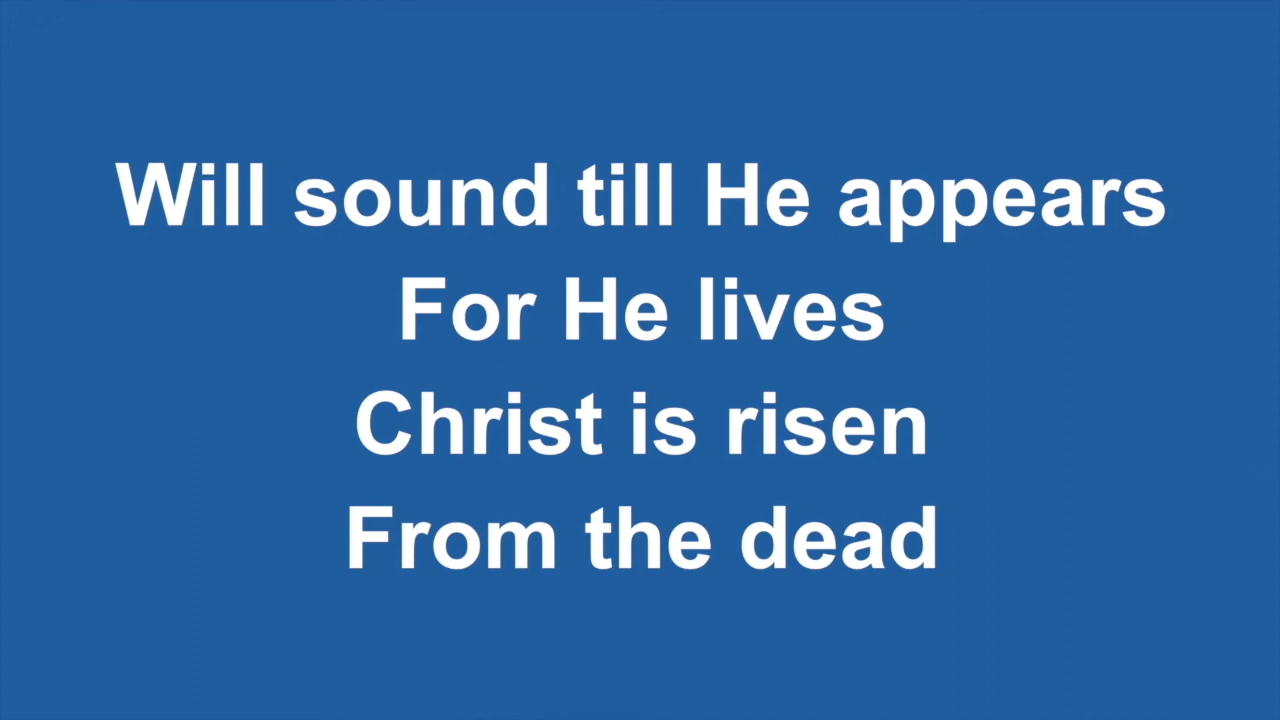 Will sound till He appears
For He lives
Christ is risen
From the dead